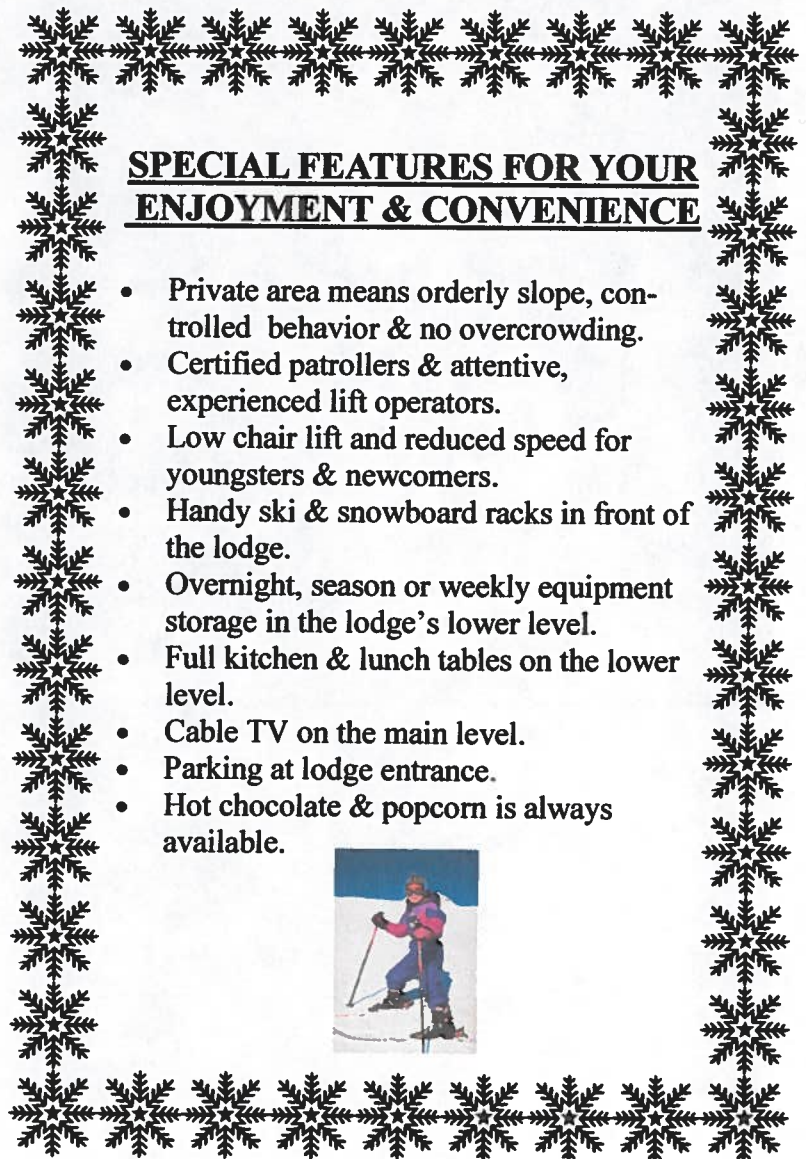 SPECIAL FEATURES FOR YOUR
ENJOYMENT & CONVENIENCE
• Private area means orderly slope, con-
trolled behavior & no overcrowding.
• Certified patrollers & attentive,
experienced lift operators.
• Low chair lift and reduced speed for
youngsters & newcomers.
• Handy ski & snowboard racks in front of
the lodge.
• Overnight, season or weekly equipment
storage in the lodge’s lower level.
• Full kitchen & lunch tables on the lower
level.
• Cable TV on the main level.
• Parking at lodge entrance.
• Hot chocolate & popcorn is always
available.